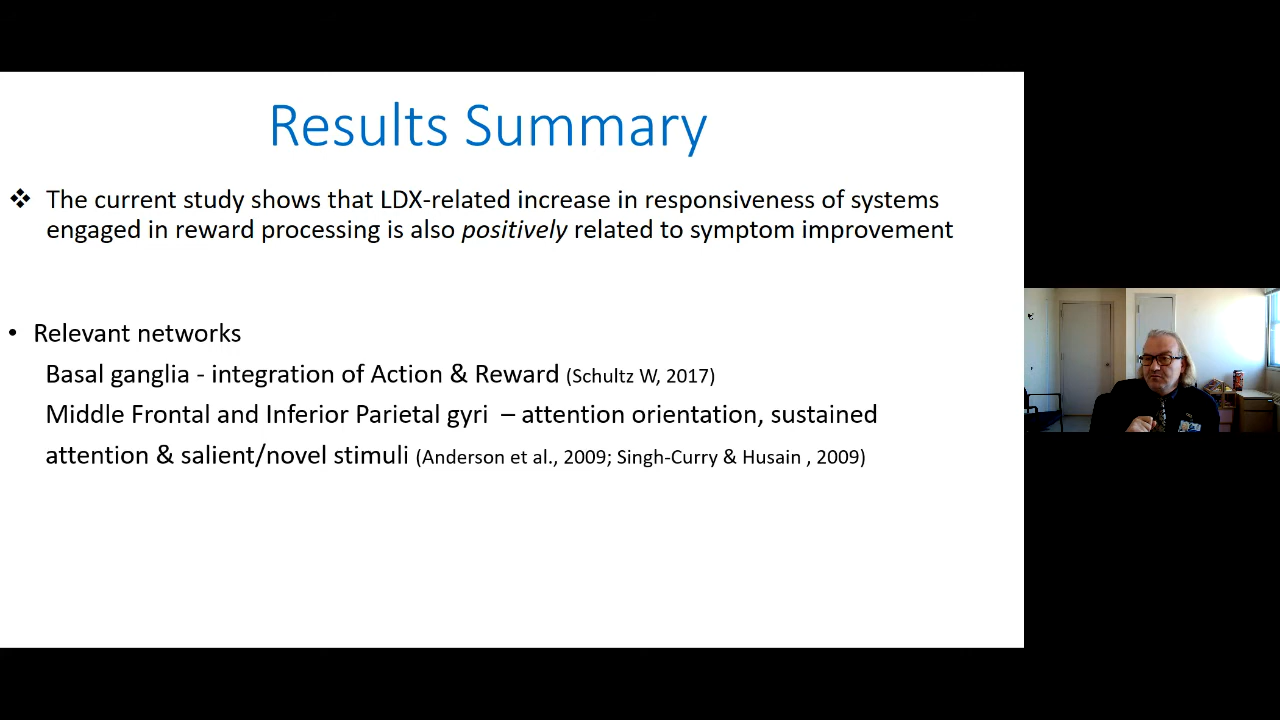 Results Summary
❖ The current study shows that LDX-related increase in responsiveness of systems
engaged in reward processing is also positively related to symptom improvement
• Relevant networks
Basal ganglia - integration of Action & Reward (Schultz W, 2017)
Middle Frontal and Inferior Parietal gyri – attention orientation, sustained
attention & salient/novel stimuli (Anderson et al., 2009; Singh-Curry & Husain , 2009)